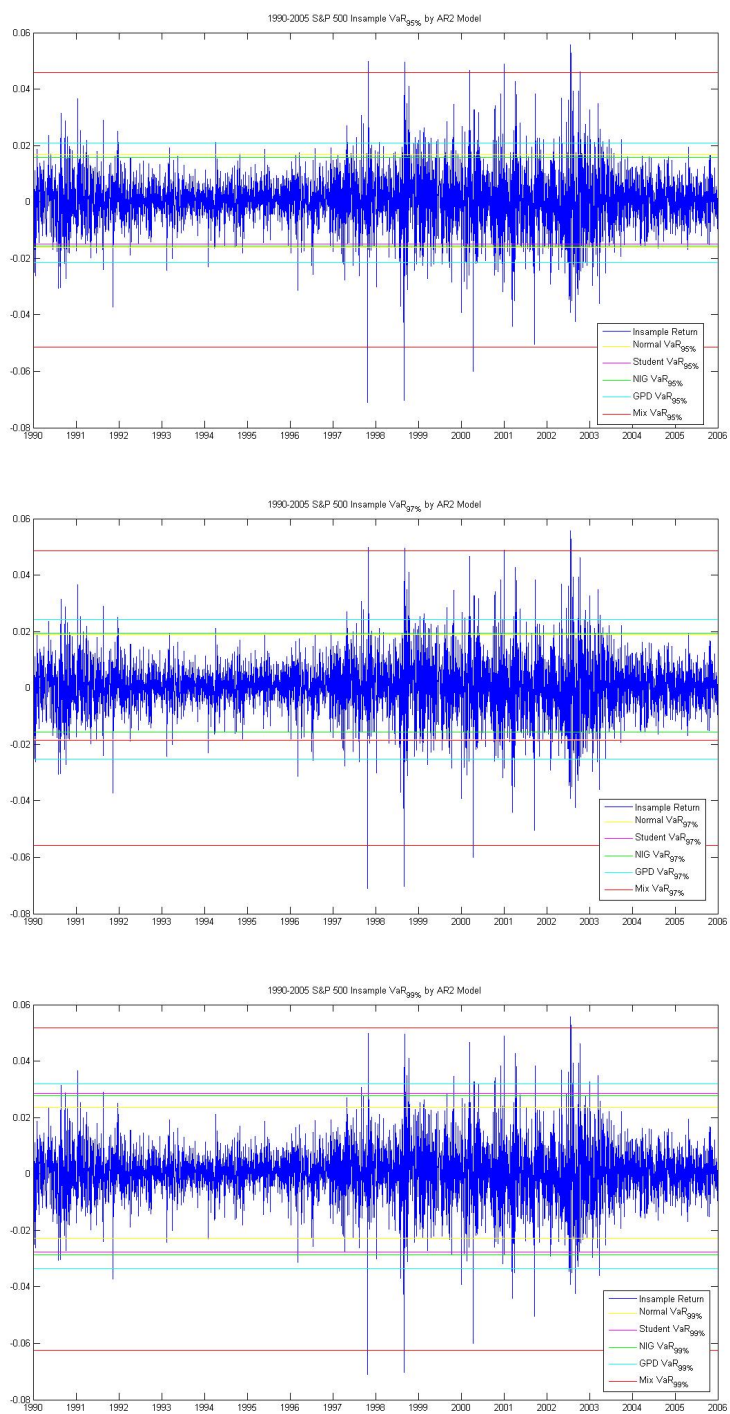 1990-2005 S&P 500 Insample VaR95% by AR2 Model
0.06
0.04
0.02
0
-0.02
-0.04
-0.06
-0.08
Insample Return
Normal VaR95%
Student VaR95%
NIG VaR95%
GPD VaR95%
Mix VaR95%
1990 1991 1992 1993 1994 1995 1996 1997 1998 1999 2000 2001 2002 2003 2004 2005 2006
1990-2005 S&P 500 Insample VaR97% by AR2 Model
0.06
0.04
0.02
0
-0.02
-0.04
-0.06
-0.08
Insample Return
Normal VaR97%
Student VaR97%
NIG VaR97%
GPD VaR97%
Mix VaR97%
1990 1991 1992 1993 1994 1995 1996 1997 1998 1999 2000 2001 2002 2003 2004 2005 2006
1990-2005 S&P 500 Insample VaR99% by AR2 Model
0.06
0.04
0.02
0
-0.02
-0.04
-0.06
-0.08
Insample Return
Normal VaR99%
Student VaR99%
NIG VaR99%
GPD VaR99%
Mix VaR99%
1990 1991 1992 1993 1994 1995 1996 1997 1998 1999 2000 2001 2002 2003 2004 2005 2006